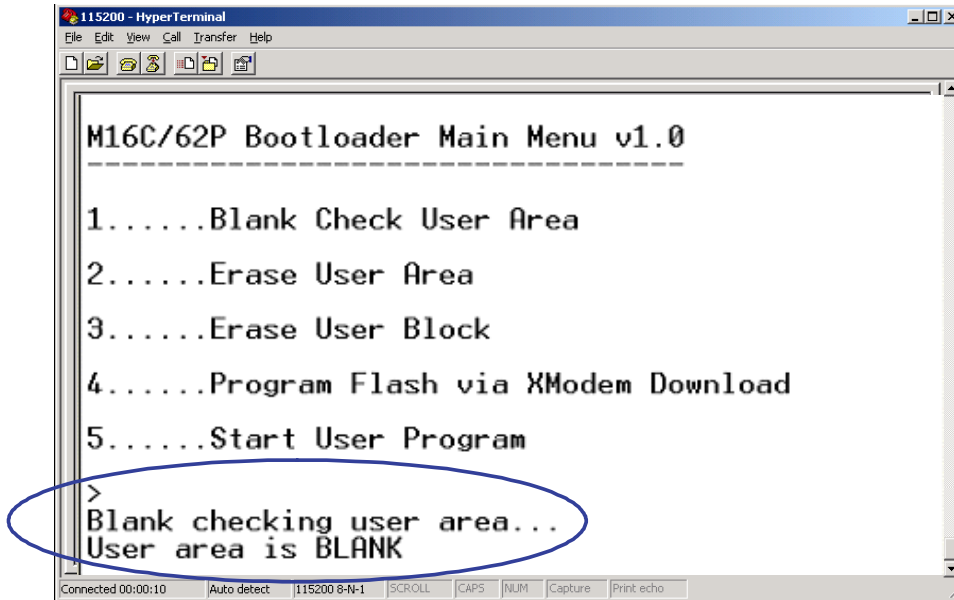 115200 - HyperTerminal
File Edit View Call Transfer Help
M16C/62P Bootloader Main Menu v1.0
----------------------------------
1......Blank Check User Area
2......Erase User Area
3......Erase User Block
4......Program Flash via XModem Download
5......Start User Program
>
Blank checking user area...
User area is BLANK
Connected 00:00:10 Auto detect 115200 8-N-1 SCROLL CAPS NUM Capture Print echo